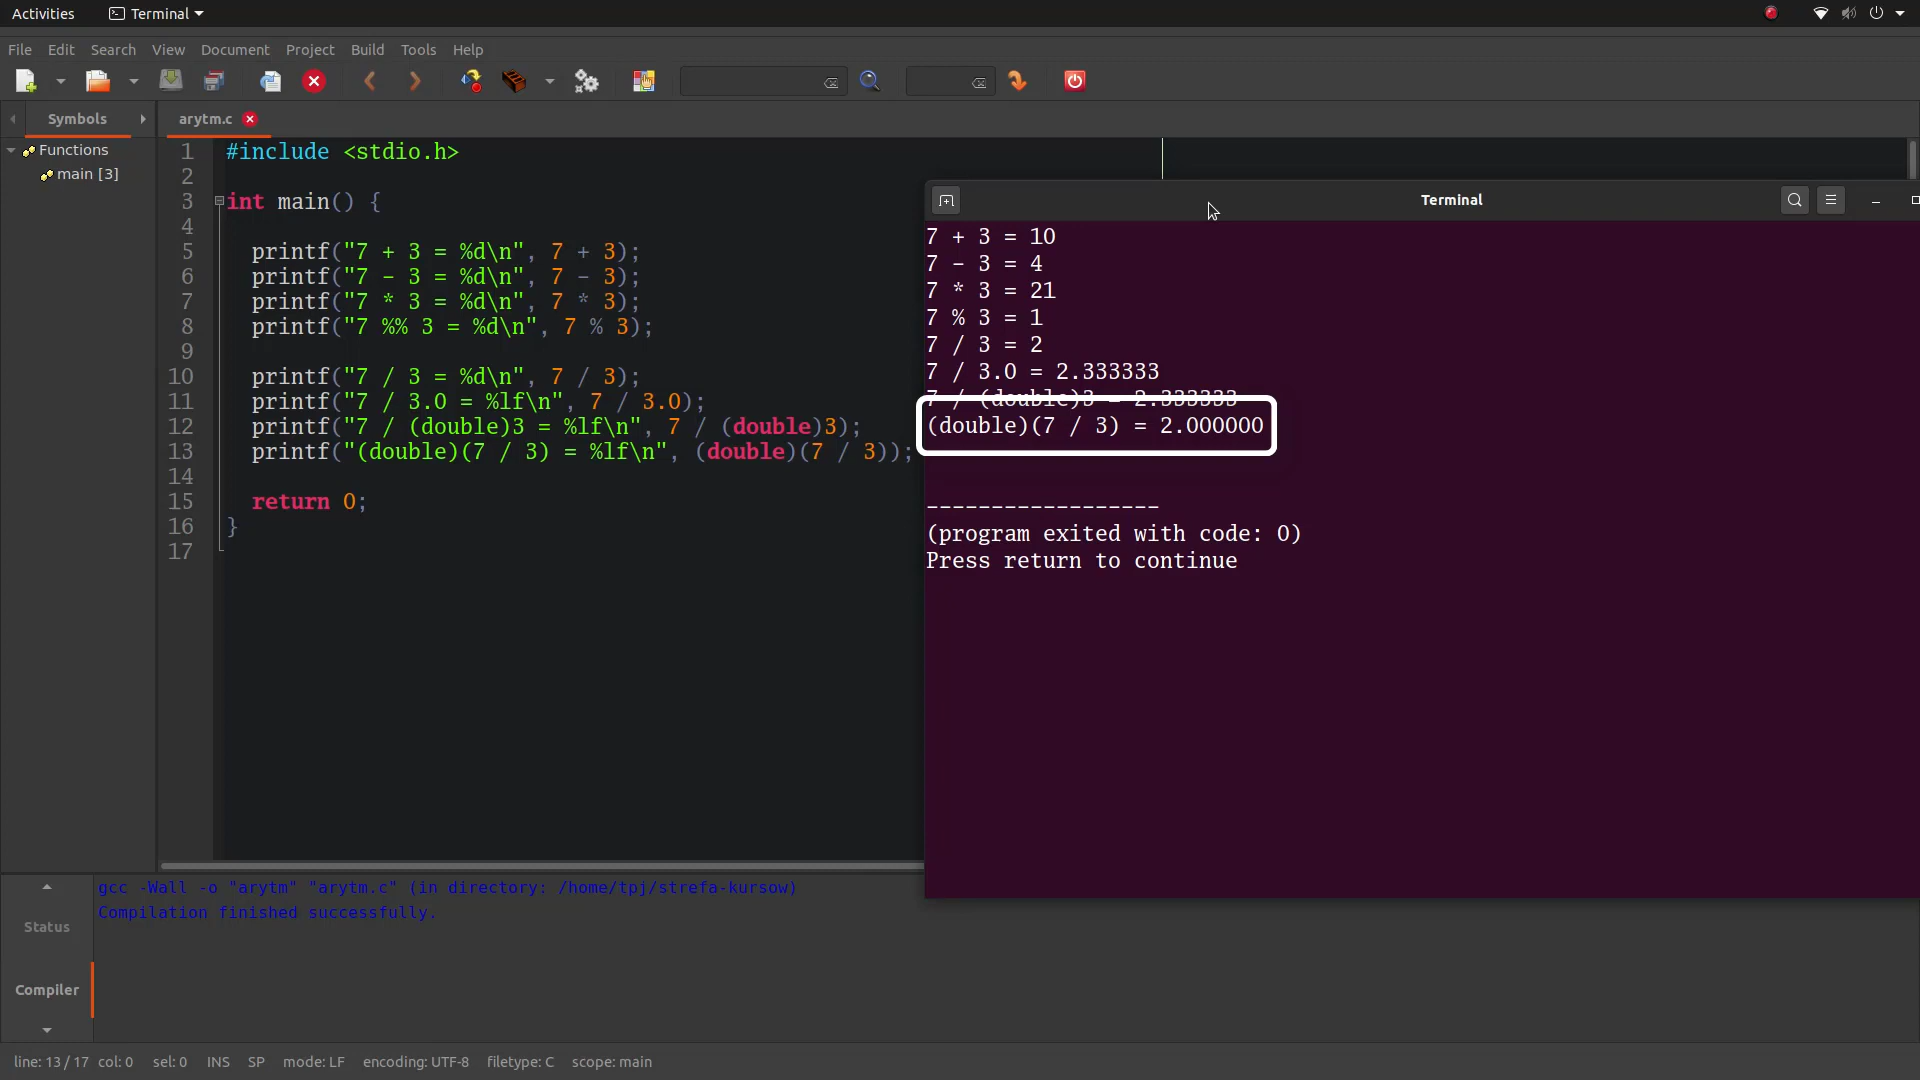 Activities Terminal
File Edit Search View Document Project Build Tools Help
Symbols
arytm.c
Functions
main [3]
1 #include <stdio.h>
2
3 int main() {
4
5 printf("7 + 3 = %d\n", 7 + 3);
6 printf("7 - 3 = %d\n", 7 - 3);
7 printf("7 * 3 = %d\n", 7 * 3);
8 printf("7 %% 3 = %d\n", 7 % 3);
9
10 printf("7 / 3 = %d\n", 7 / 3);
11 printf("7 / 3.0 = %lf\n", 7 / 3.0);
12 printf("7 / (double)3 = %lf\n", 7 / (double)3);
13 printf("(double)(7 / 3) = %lf\n", (double)(7 / 3));
14
15 return 0;
16 }
17
Terminal
7 + 3 = 10
7 - 3 = 4
7 * 3 = 21
7 % 3 = 1
7 / 3 = 2
7 / 3.0 = 2.333333
7 / (double)3 = 2.333333
(double)(7 / 3) = 2.000000
------------------
(program exited with code: 0)
Press return to continue
Status
Compiler
gcc -Wall -o "arytm" "arytm.c" (in directory: /home/tpj/strefa-kursow)
Compilation finished successfully.
line: 13 / 17 col: 0 sel: 0 INS SP mode: LF encoding: UTF-8 filetype: C scope: main